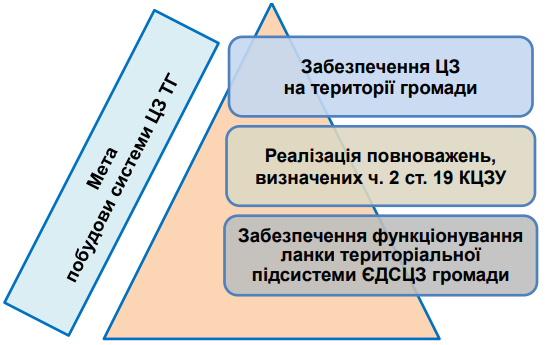 Мета
побудови системи ЦЗ ТГ
Забезпечення ЦЗ
на території громади
Реалізація повноважень,
визначених ч. 2 ст. 19 КЦЗУ
Забезпечення функціонування
ланки територіальної
підсистеми ЄДСЦЗ громади